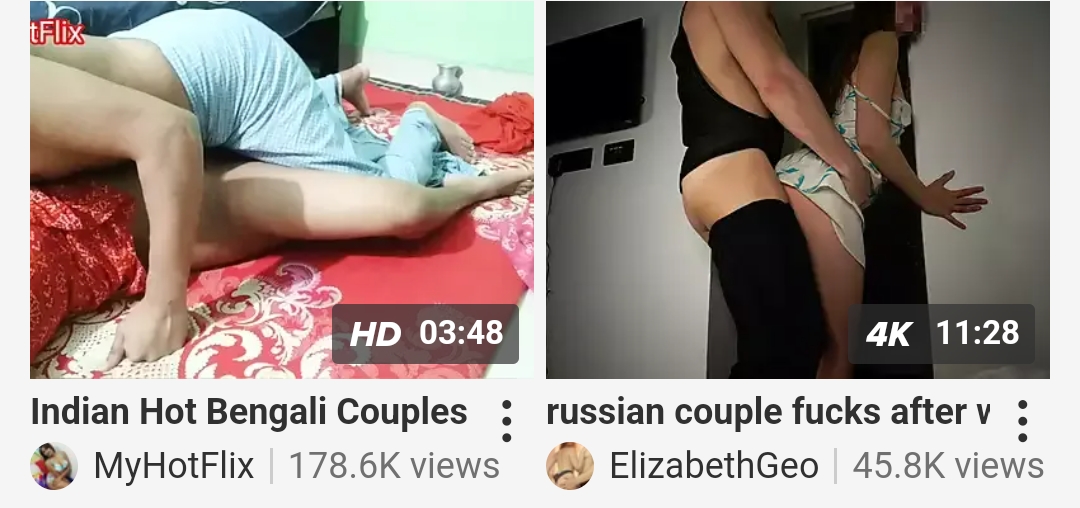 tFlix
HD 03:48
4K 11:28
Indian Hot Bengali Couples
russian couple fucks after
MyHotFlix 178.6K views
ElizabethGeo 45.8K views